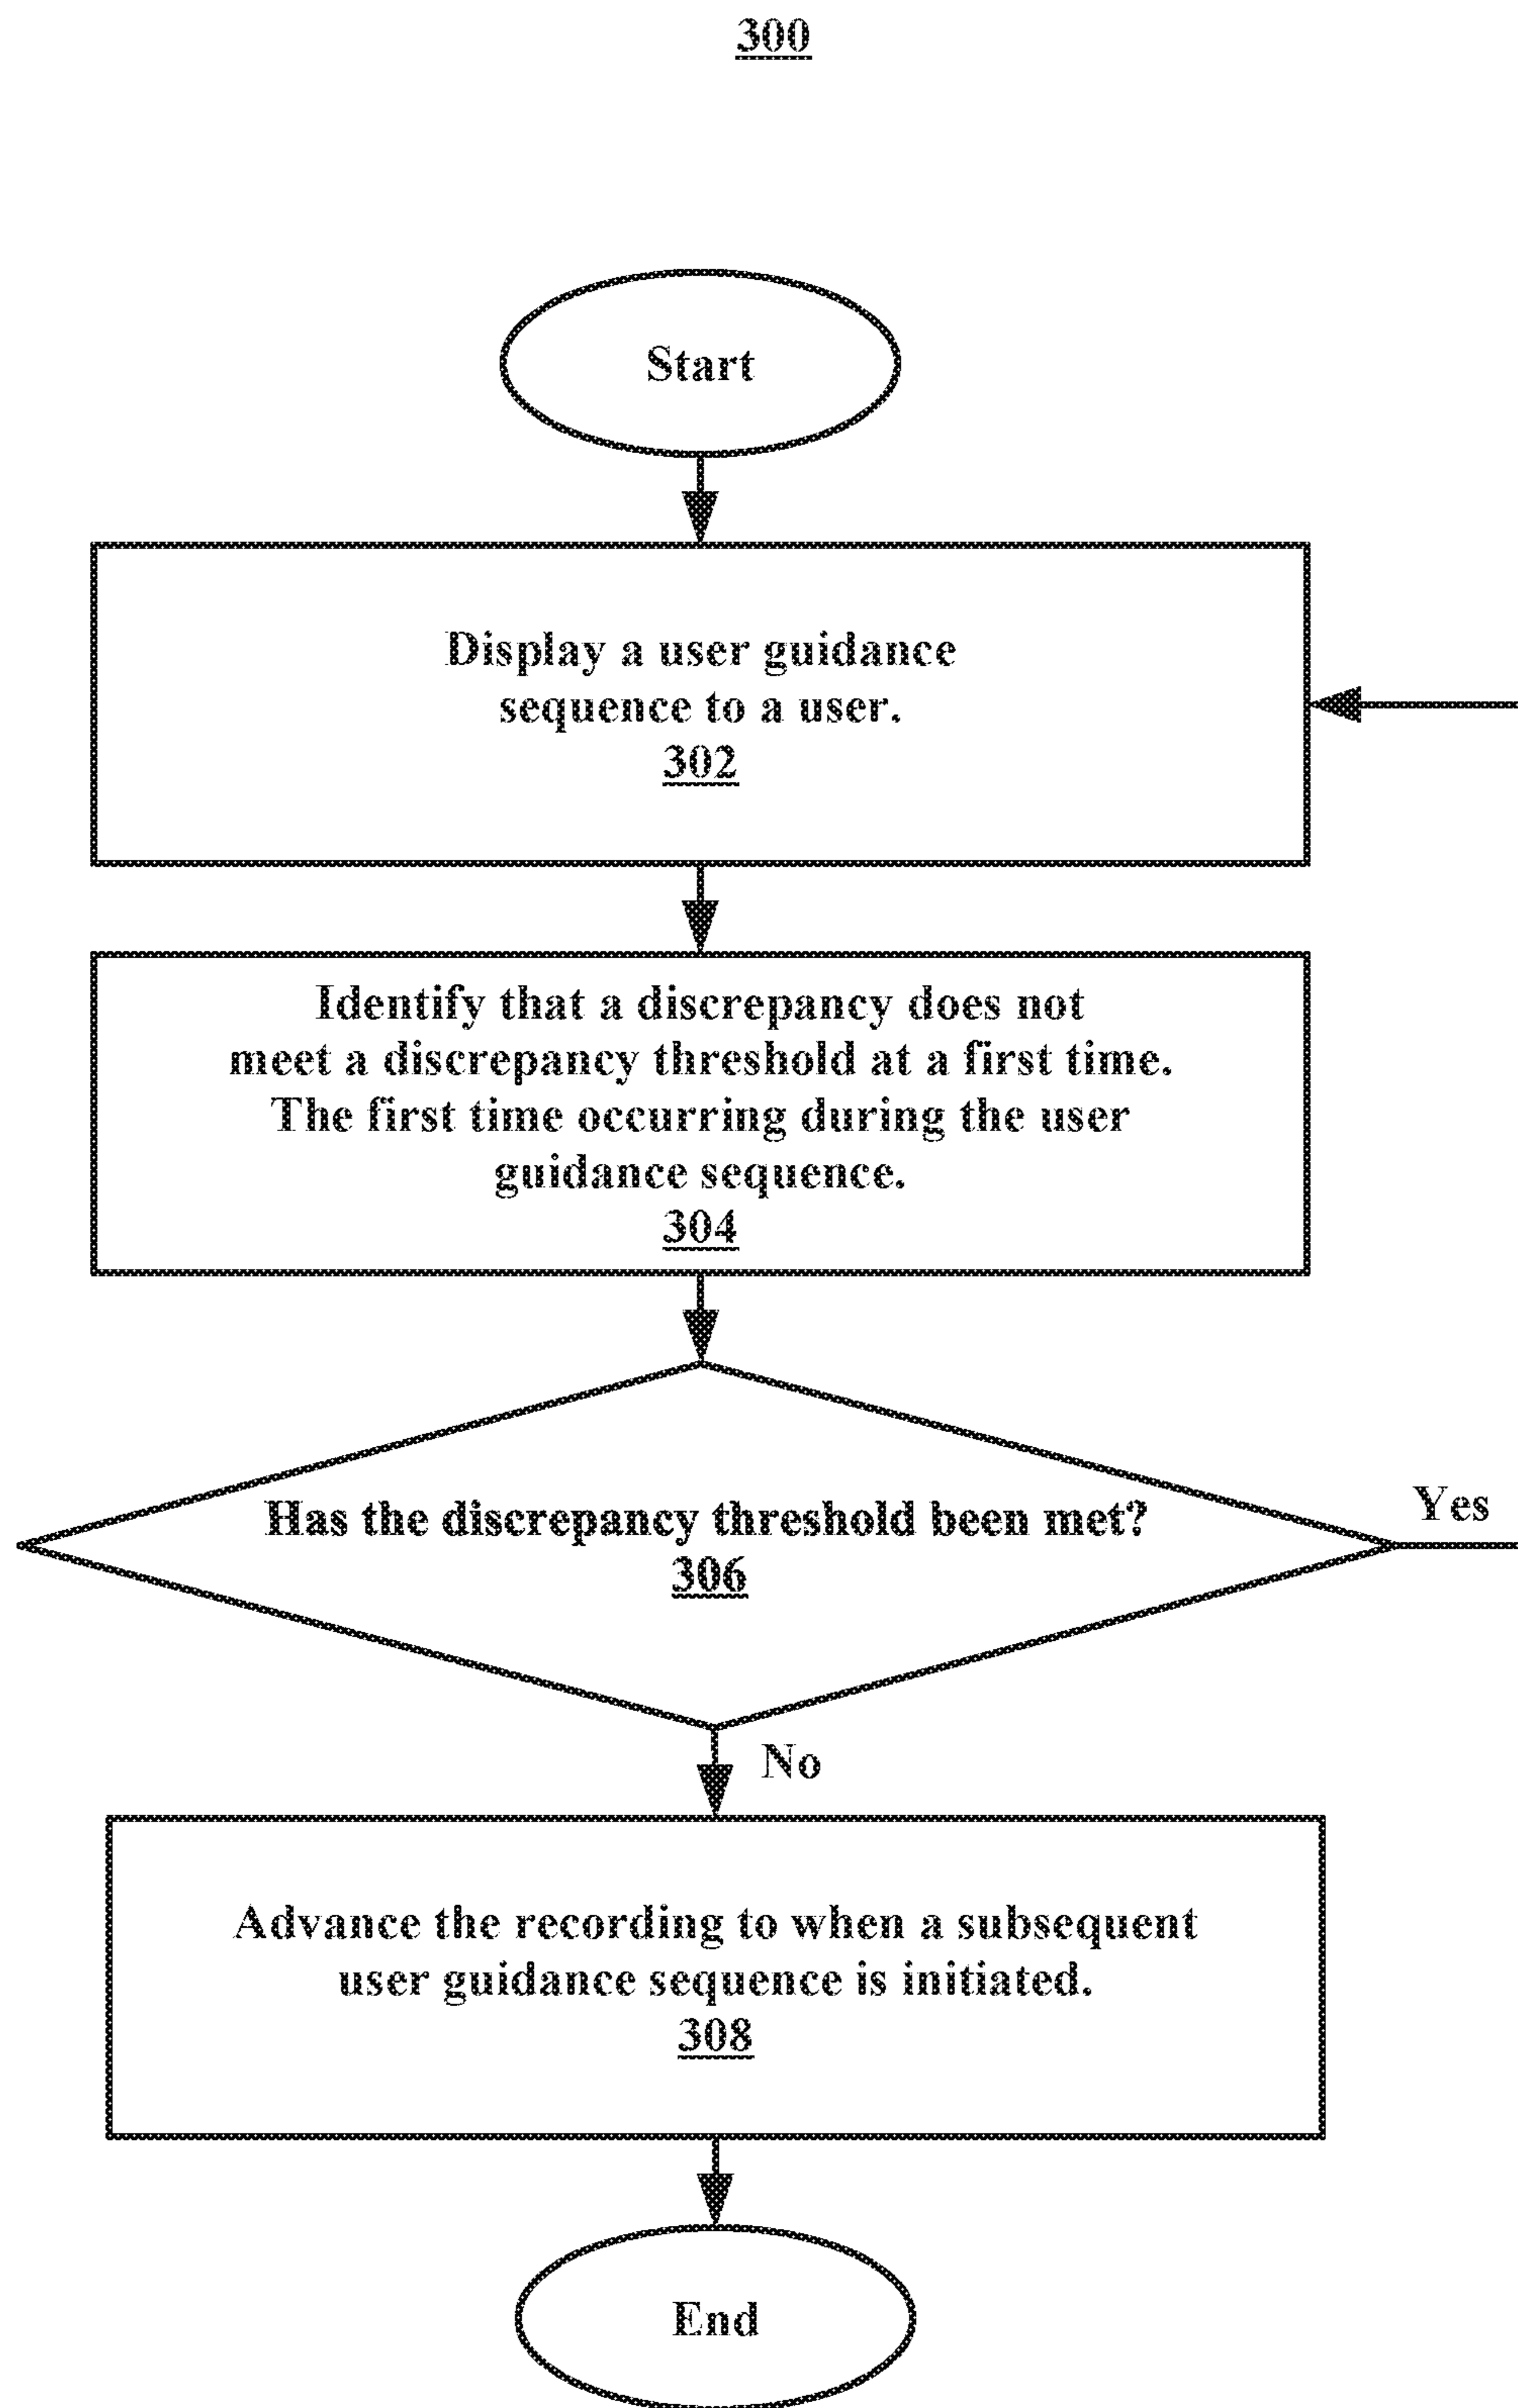 300
Start
Display a user guidance
sequence to a user.
302
Identify that a discrepancy does not
meet a discrepancy threshold at a first time.
The first time occurring during the user
guidance sequence.
304
Has the discrepancy threshold been met?
306
Yes
No
Advance the recording to when a subsequent
user guidance sequence is initiated.
308
End